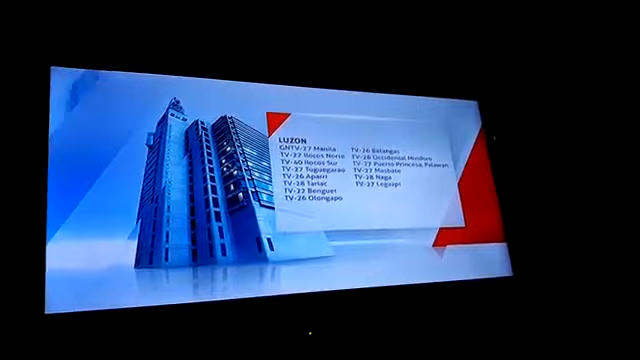 LUZON
GNTV-27 Manila
TV-27 Ilocos Norte
TV-40 Ilocos Sur
TV-27 Tuguegarao
TV-26 Aparri
TV-28 Tarlac
TV-22 Benguet
TV-26 Olongapo
TV-26 Batangas
TV-28 Occidental Mindoro
TV-27 Puerto Princesa, Palawan
TV-27 Masbate
TV-28 Naga
TV-27 Legazpi